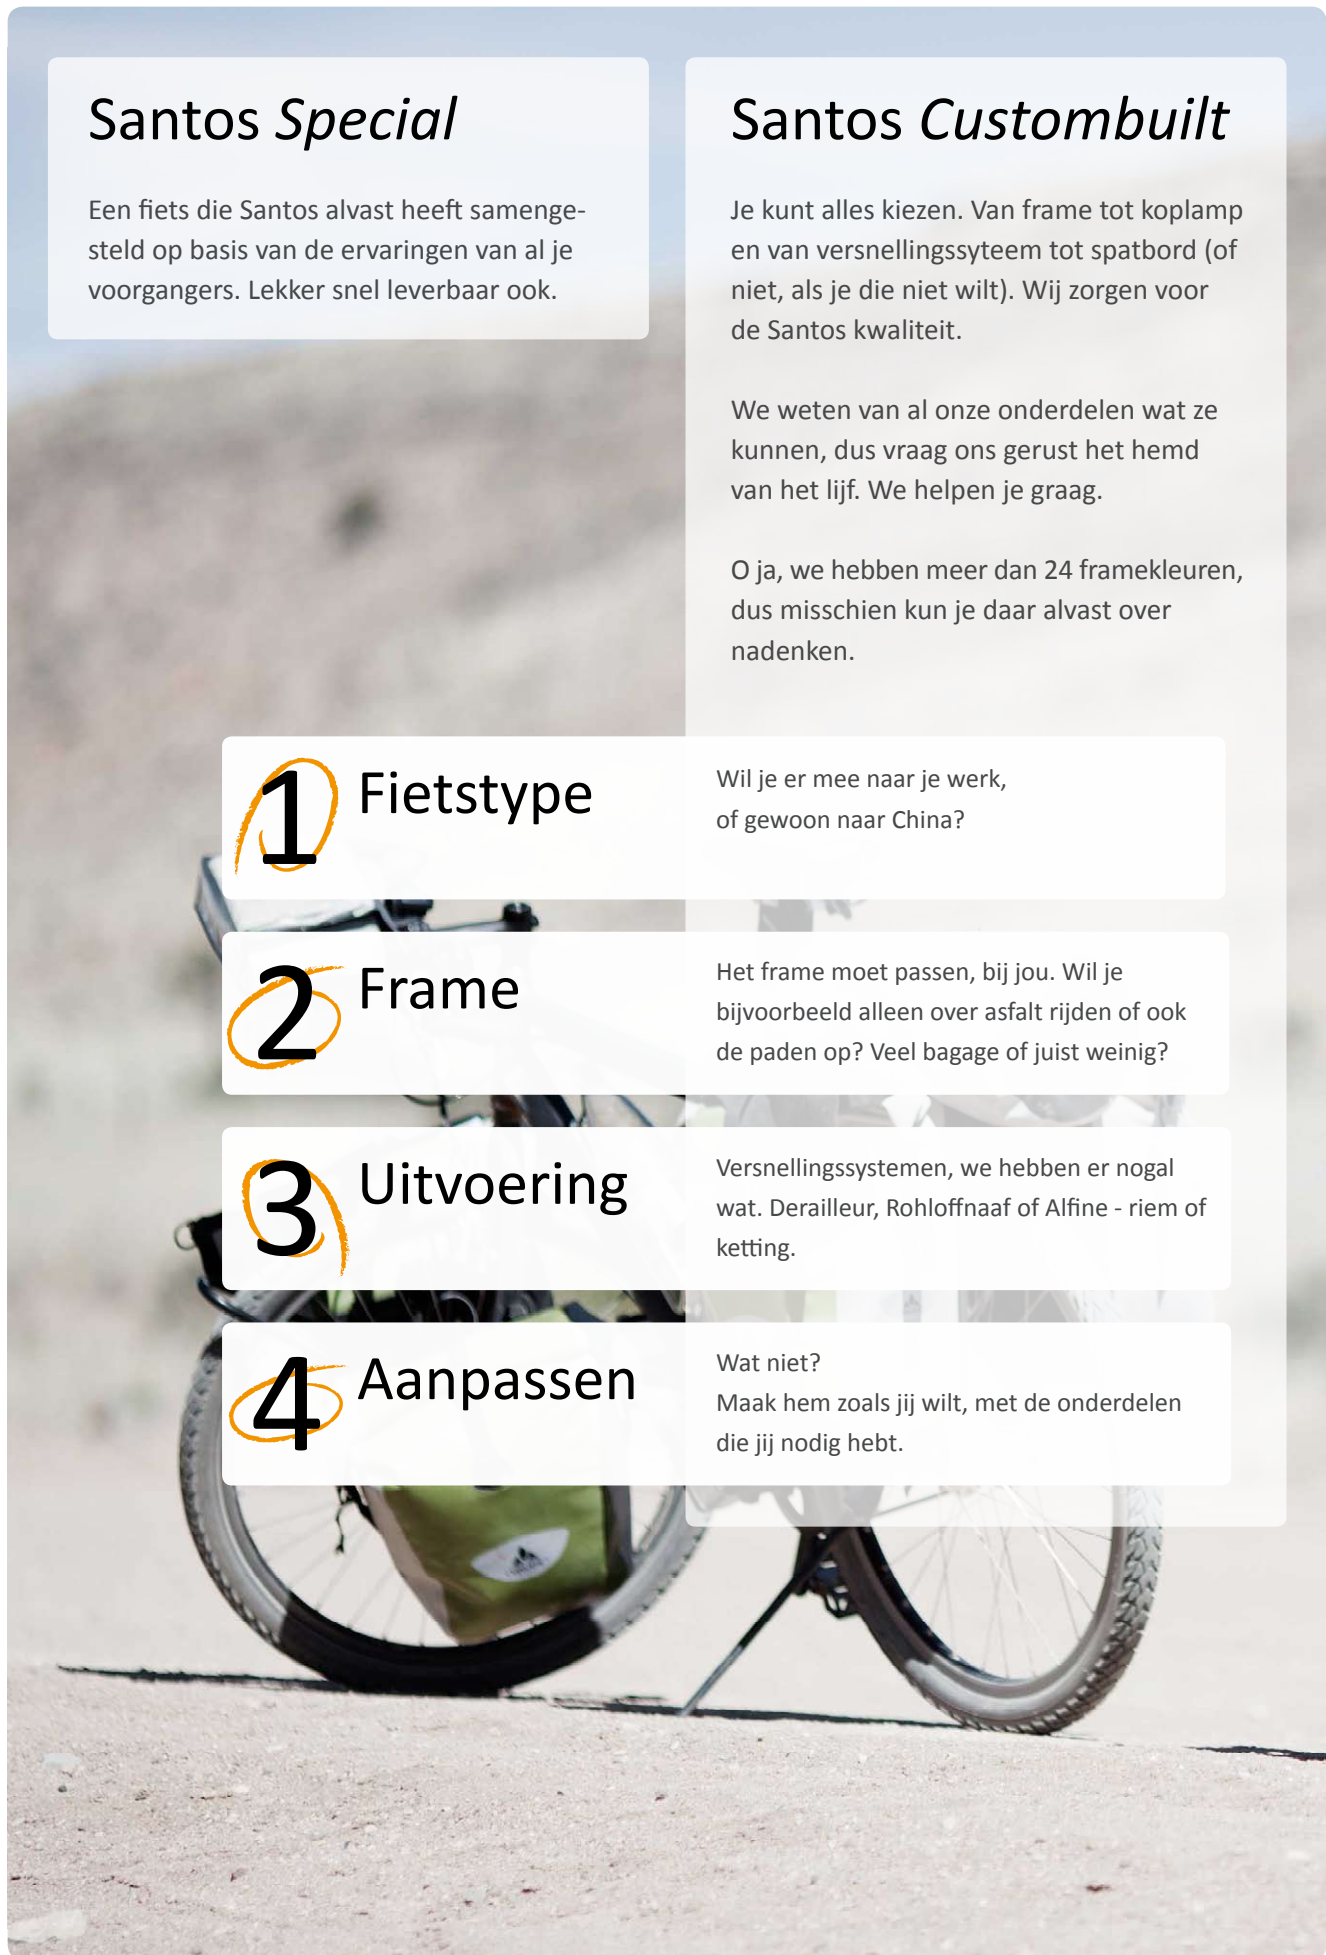 Santos Special
Een fiets die Santos alvast heeft samenge-
steld op basis van de ervaringen van al je
voorgangers. Lekker snel leverbaar ook.
Santos Custombuilt
Je kunt alles kiezen. Van frame tot koplamp
en van versnellingssyteem tot spatbord (of
niet, als je die niet wilt). Wij zorgen voor
de Santos kwaliteit.
We weten van al onze onderdelen wat ze
kunnen, dus vraag ons gerust het hemd
van het lijf. We helpen je graag.
O ja, we hebben meer dan 24 framekleuren,
dus misschien kun je daar alvast over
nadenken.
1 Fietstype
Wil je er mee naar je werk,
of gewoon naar China?
2 Frame
Het frame moet passen, bij jou. Wil je
bijvoorbeeld alleen over asfalt rijden of ook
de paden op? Veel bagage of juist weinig?
3 Uitvoering
Versnellingssystemen, we hebben er nogal
wat. Derailleur, Rohloffnaaf of Alfine - riem of
ketting.
4 Aanpassen
Wat niet?
Maak hem zoals jij wilt, met de onderdelen
die jij nodig hebt.